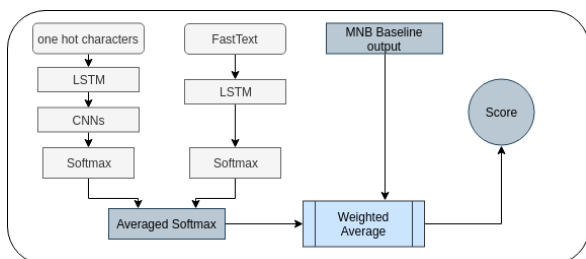 one hot characters
LSTM
CNNs
Softmax
FastText
LSTM
Softmax
Averaged Softmax
MNB Baseline
output
Weighted
Average
Score